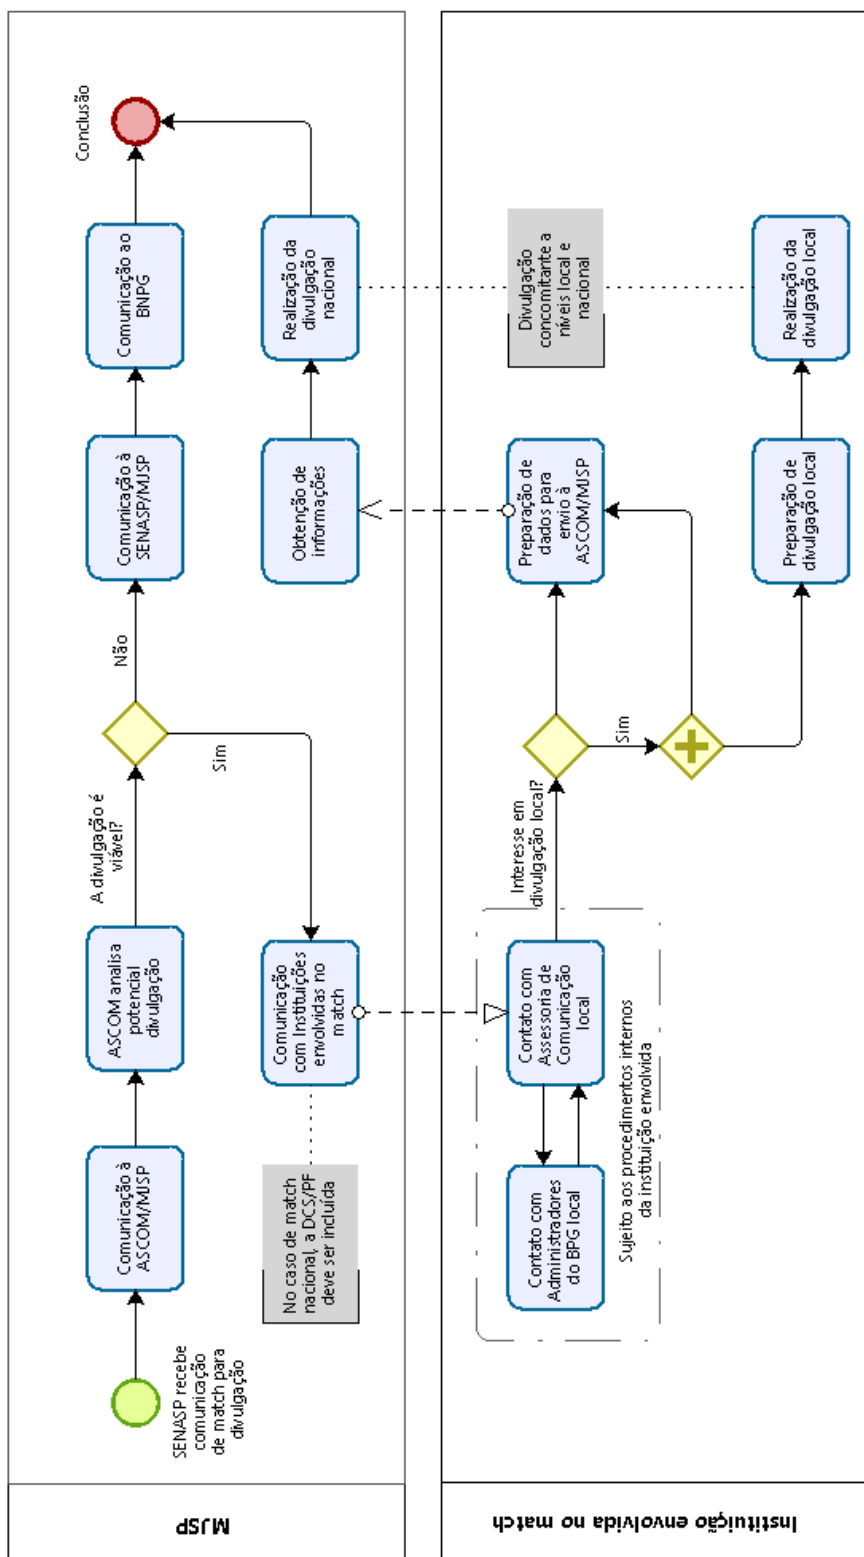 MJSP
SENASP recebe
comunicação
de match para
divulgação
Comunicação à
ASCOM/MJSP
ASCOM analisa
potencial
divulgação
A divulgação é
viável?
Não
Sim
Comunicação à
SENASP/MJSP
Comunicação ao
BNPG
Conclusão
No caso de match
nacional, a DCS/PF
deve ser incluída
Comunicação
com Instituições
envolvidas no
match
Obtenção de
informações
Realização da
divulgação
nacional
Instituição envolvida no match
Contato com
Administradores
do BPG local
Contato com
Assessoria de
Comunicação
local
Sujeito aos procedimentos internos
da instituição envolvida
Interesse em
divulgação local?
Sim
Preparação de
dados para
envio à
ASCOM/MJSP
Divulgação
concomitante a
níveis local e
nacional
Preparação de
divulgação local
Realização da
divulgação local